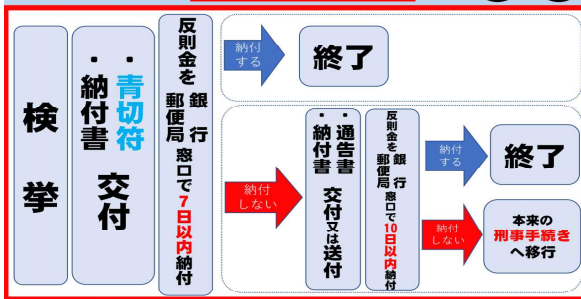 検挙
・青切符
・納付書
交付
反則金を
銀行
郵便局
窓口で7日以内納付
納付
する
終了
納付
しない
・通告書
・納付書
交付又は送付
反則金を
銀行
郵便局
窓口で10日以内納付
納付
する
終了
納付
しない
本来の
刑事手続き
へ移行